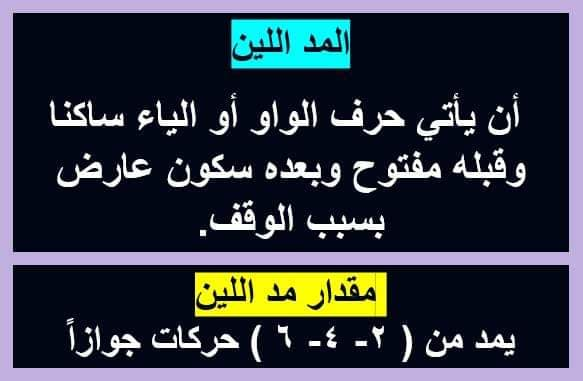 المد اللين
أن يأتي حرف الواو أو الياء ساكنا
وقبله مفتوح وبعده سكون عارض
بسبب الوقف.
مقدار مد اللين
يمد من ( ٢- ٤- ٦ ) حركات جوازاً